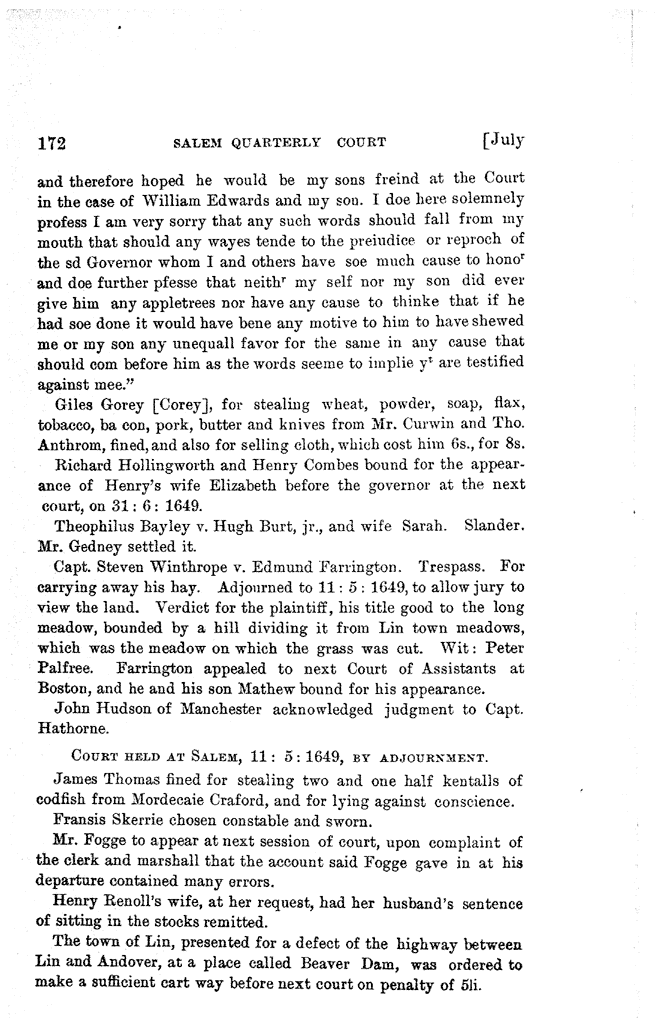 172 SALEM QUARTERLY COURT [July
and therefore hoped he would be my sons freind at the Court
in the case of William Edwards and my son. I doe here solemnely
profess I am very sorry that any such words should fall from my
mouth that should any wayes tende to the preiudice or reproch of
the sd Governor whom I and others have soe much cause to honoʳ
and doe further pfesse that neithʳ my self nor my son did ever
give him any appletrees nor have any cause to thinke that if he
had soe done it would have bene any motive to him to have shewed
me or my son any unequall favor for the same in any cause that
should com before him as the words seeme to implie yᵗ are testified
against mee.”
Giles Gorey [Corey], for stealing wheat, powder, soap, flax,
tobacco, ba con, pork, butter and knives from Mr. Curwin and Tho.
Anthrom, fined, and also for selling cloth, which cost him 6s., for 8s.
Richard Hollingworth and Henry Combes bound for the appear-
ance of Henry's wife Elizabeth before the governor at the next
court, on 31 : 6 : 1649.
Theophilus Bayley v. Hugh Burt, jr., and wife Sarah. Slander.
Mr. Gedney settled it.
Capt. Steven Winthrope v. Edmund Farrington. Trespass. For
carrying away his hay. Adjourned to 11 : 5 : 1649, to allow jury to
view the land. Verdict for the plaintiff, his title good to the long
meadow, bounded by a hill dividing it from Lin town meadows,
which was the meadow on which the grass was cut. Wit : Peter
Palfree. Farrington appealed to next Court of Assistants at
Boston, and he and his son Mathew bound for his appearance.
John Hudson of Manchester acknowledged judgment to Capt.
Hathorne.
COURT HELD AT SALEM, 11 : 5 : 1649, BY ADJOURNMENT.
James Thomas fined for stealing two and one half kentalls of
codfish from Mordecaie Craford, and for lying against conscience.
Fransis Skerrie chosen constable and sworn.
Mr. Fogge to appear at next session of court, upon complaint of
the clerk and marshall that the account said Fogge gave in at his
departure contained many errors.
Henry Renoll's wife, at her request, had her husband's sentence
of sitting in the stocks remitted.
The town of Lin, presented for a defect of the highway between
Lin and Andover, at a place called Beaver Dam, was ordered to
make a sufficient cart way before next court on penalty of 5li.